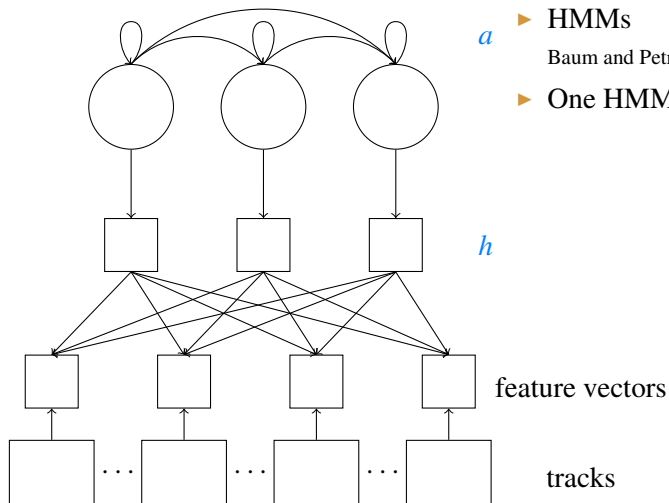 a
▶ HMMs
Baum and Petr
▶ One HMM
h
feature vectors
··· ··· ···
tracks